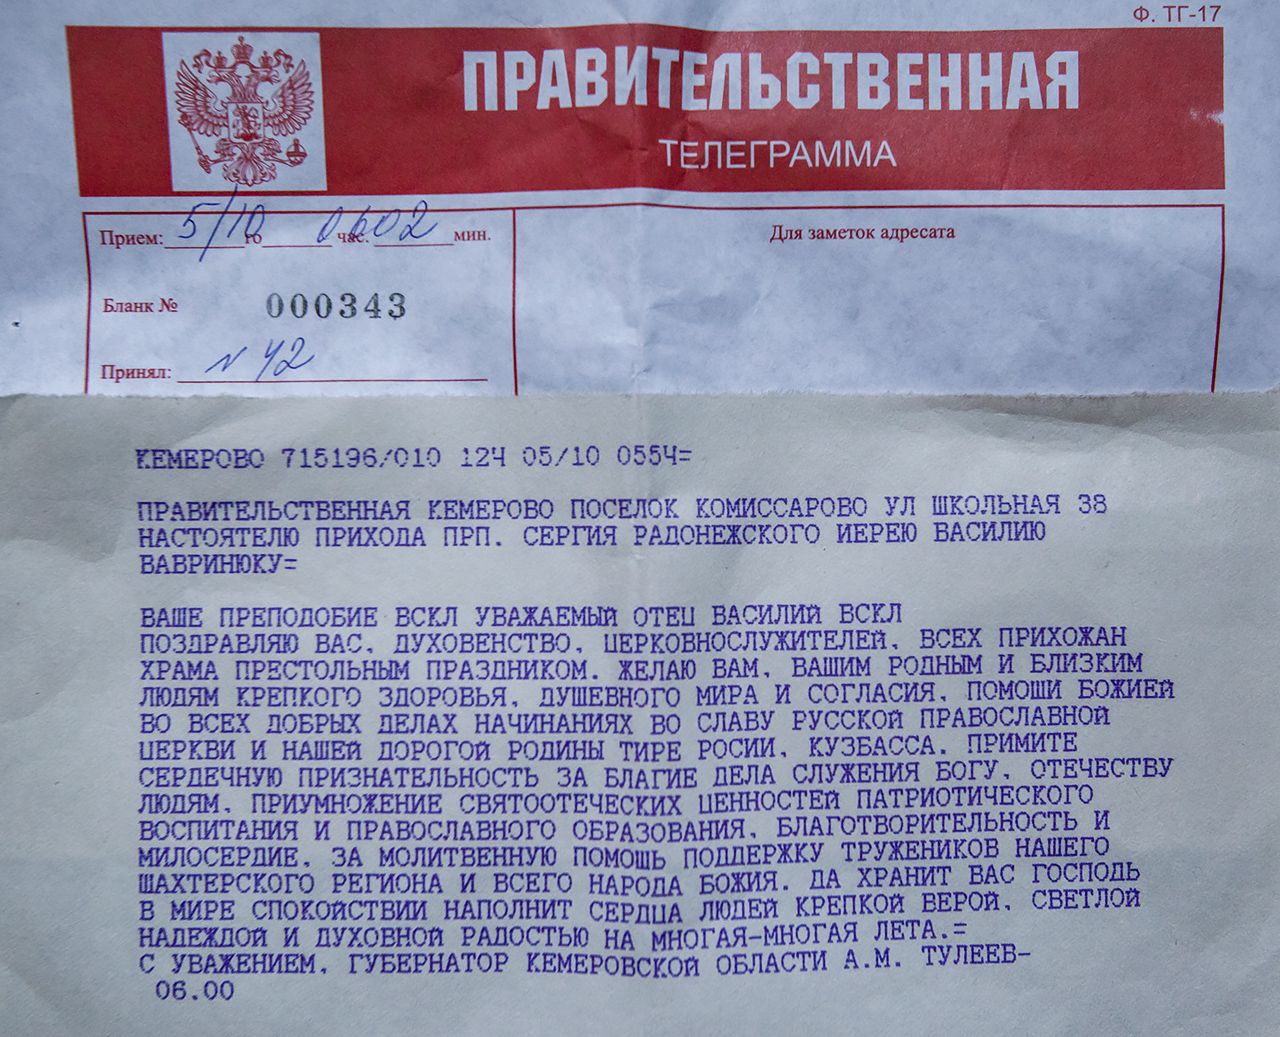 Ф. ТГ-17
ПРАВИТЕЛЬСТВЕННАЯ
ТЕЛЕГРАММА
Прием: 5/10 го 0602 час. мин.
Для заметок адресата
Бланк № 000343
Принял: N 42
КЕМЕРОВО 715196/010 124 05/10 0554=
ПРАВИТЕЛЬСТВЕННАЯ КЕМЕРОВО ПОСЕЛОК КОМИССАРОВО УЛ ШКОЛЬНАЯ 38
НАСТОЯТЕЛЮ ПРИХОДА ПРП. СЕРГИЯ РАДОНЕЖСКОГО ИЕРЕЮ ВАСИЛИЮ
ВАВРИНЮКУ=
ВАШЕ ПРЕПОДОБИЕ ВСКЛ УВАЖАЕМЫЙ ОТЕЦ ВАСИЛИЙ ВСКЛ
ПОЗДРАВЛЯЮ ВАС, ДУХОВЕНСТВО, ЦЕРКОВНОСЛУЖИТЕЛЕЙ, ВСЕХ ПРИХОЖАН
ХРАМА ПРЕСТОЛЬНЫМ ПРАЗДНИКОМ. ЖЕЛАЮ ВАМ, ВАШИМ РОДНЫМ И БЛИЗКИМ
ЛЮДЯМ КРЕПКОГО ЗДОРОВЬЯ, ДУШЕВНОГО МИРА И СОГЛАСИЯ, ПОМОШИ БОЖИЕЙ
ВО ВСЕХ ДОБРЫХ ДЕЛАХ НАЧИНАНИЯХ ВО СЛАВУ РУССКОЙ ПРАВОСЛАВНОЙ
ЦЕРКВИ И НАШЕЙ ДОРОГОЙ РОДИНЫ ТИРЕ РОСИИ, КУЗБАССА. ПРИМИТЕ
СЕРДЕЧНУЮ ПРИЗНАТЕЛЬНОСТЬ ЗА БЛАГИЕ ДЕЛА СЛУЖЕНИЯ БОГУ, ОТЕЧЕСТВУ
ЛЮДЯМ, ПРИУМНОЖЕНИЕ СВЯТООТЕЧЕСКИХ ЦЕННОСТЕЙ ПАТРИОТИЧЕСКОГО
ВОСПИТАНИЯ И ПРАВОСЛАВНОГО ОБРАЗОВАНИЯ, БЛАГОТВОРИТЕЛЬНОСТЬ И
МИЛОСЕРДИЕ, ЗА МОЛИТВЕННУЮ ПОМОЩЬ ПОДДЕРЖКУ ТРУЖЕНИКОВ НАШЕГО
ШАХТЕРСКОГО РЕГИОНА И ВСЕГО НАРОДА БОЖИЯ. ДА ХРАНИТ ВАС ГОСПОДЬ
В МИРЕ СПОКОЙСТВИИ НАПОЛНИТ СЕРДЦА ЛЮДЕЙ КРЕПКОЙ ВЕРОЙ, СВЕТЛОЙ
НАДЕЖДОЙ И ДУХОВНОЙ РАДОСТЬЮ НА МНОГАЯ-МНОГАЯ ЛЕТА.=
С УВАЖЕНИЕМ, ГУБЕРНАТОР КЕМЕРОВСКОЙ ОБЛАСТИ А.М. ТУЛЕЕВ-
06.00